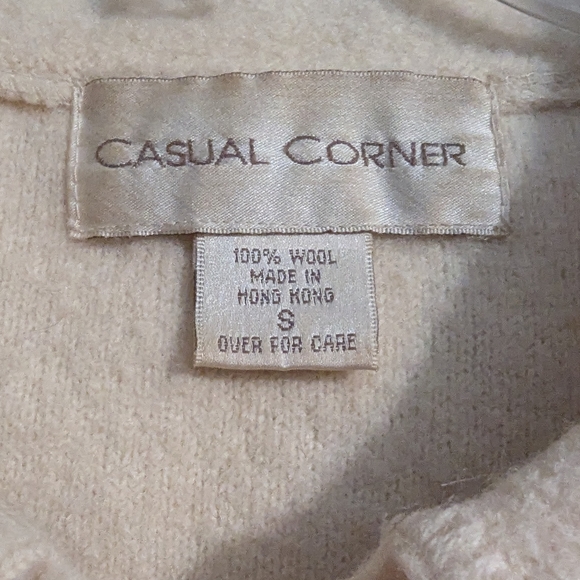 CASUAL CORNER
100% WOOL
MADE IN
HONG KONG
S
OVER FOR CARE